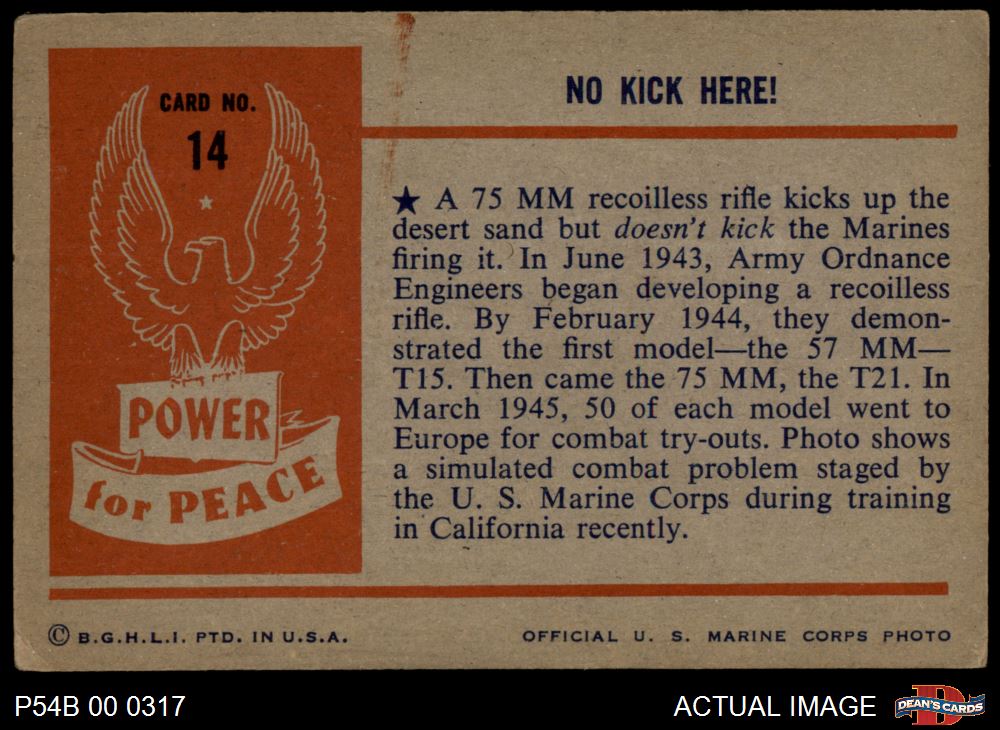 CARD NO.
14
POWER
for PEACE
NO KICK HERE!
★ A 75 MM recoilless rifle kicks up the
desert sand but doesn't kick the Marines
firing it. In June 1943, Army Ordnance
Engineers began developing a recoilless
rifle. By February 1944, they demon-
strated the first model—the 57 MM—
T15. Then came the 75 MM, the T21. In
March 1945, 50 of each model went to
Europe for combat try-outs. Photo shows
a simulated combat problem staged by
the U. S. Marine Corps during training
in California recently.
© B.G.H.L.I. PTD. IN U.S.A.
OFFICIAL U. S. MARINE CORPS PHOTO
P54B 00 0317
ACTUAL IMAGE
D
DEAN'S CARDS